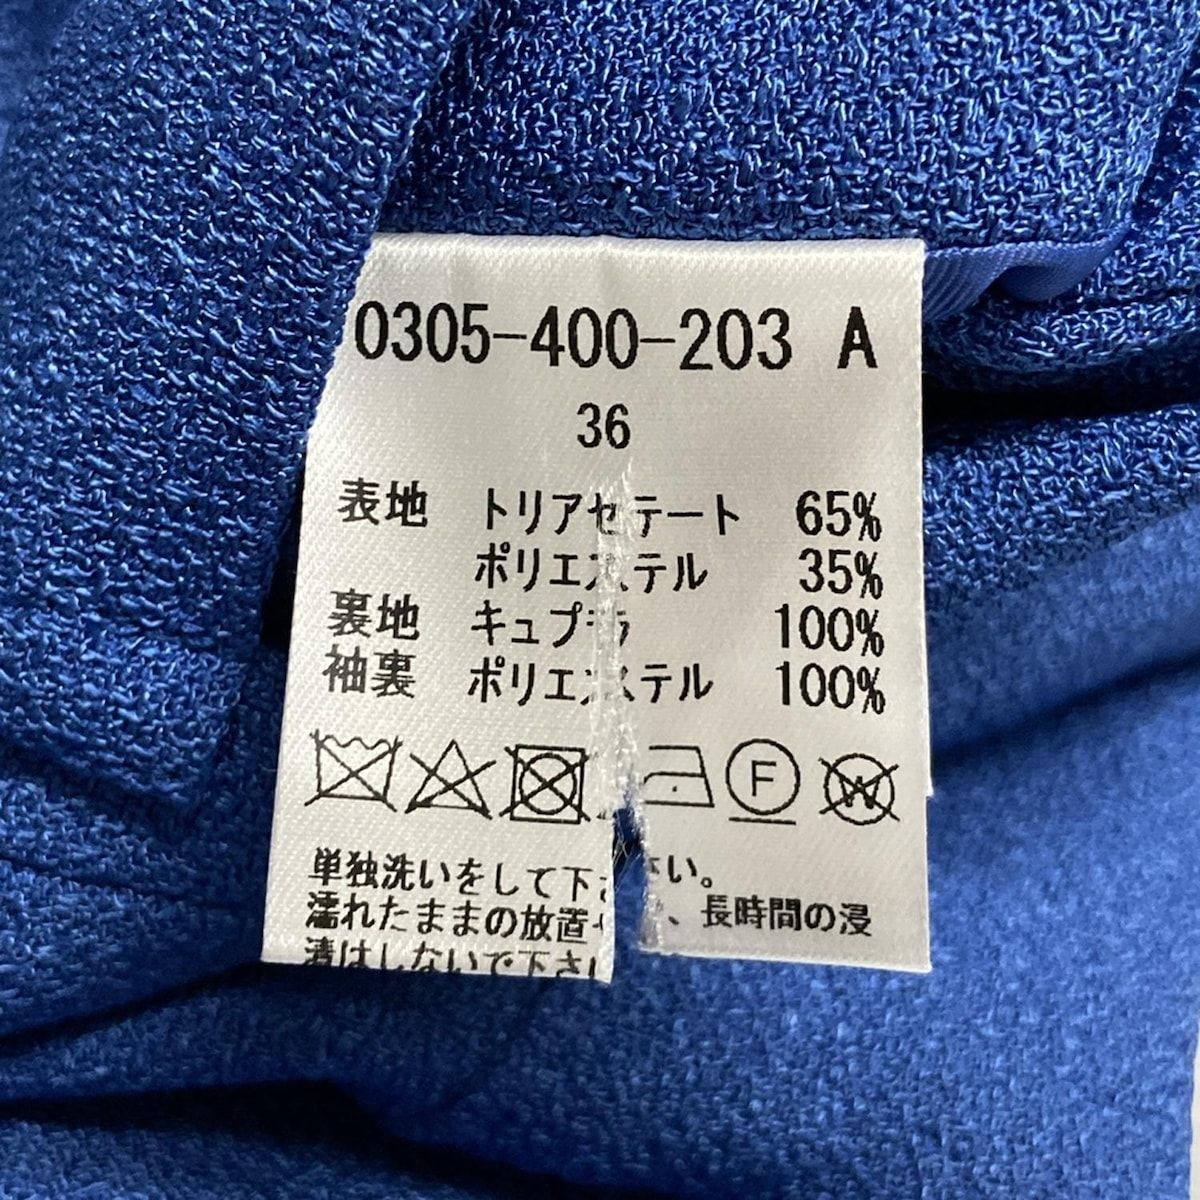 0305-400-203 A
36
表地 トリアセテート 65%
ポリエステル 35%
裏地 キュプラ 100%
袖裏 ポリエステル 100%
F W
単独洗いをして下さい。
濡れたままの放置や、長時間の浸
漬はしないで下さい